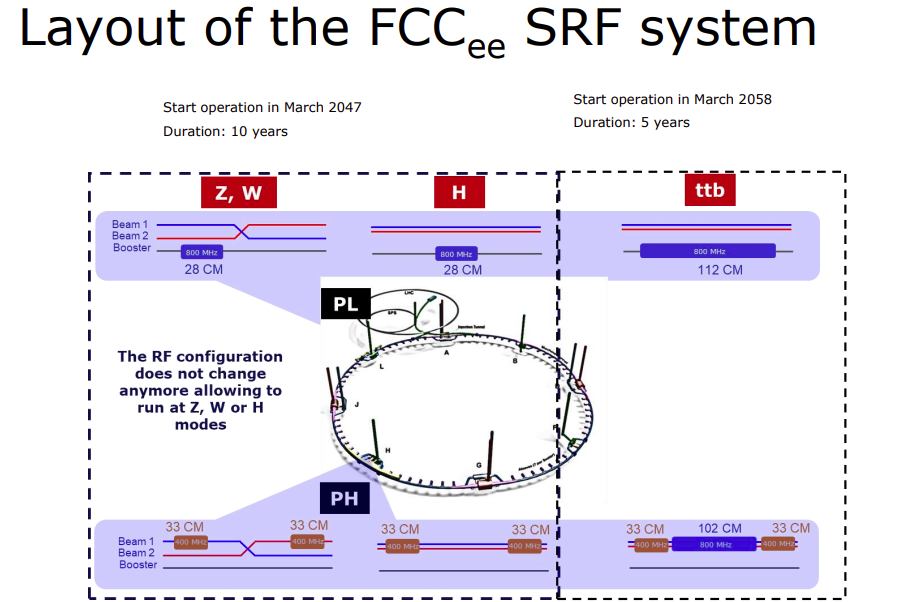 Layout of the FCCee SRF system
Start operation in March 2047
Duration: 10 years
Start operation in March 2058
Duration: 5 years
Z, W
H
ttb
Beam 1
Beam 2
Booster
800 MHz
28 CM
800 MHz
28 CM
800 MHz
112 CM
PL
LHC
SPS
Injection Tunnel
A
B
L
J
F
H
G
The RF configuration
does not change
anymore allowing to
run at Z, W or H
modes
PH
33 CM
33 CM
33 CM
33 CM
33 CM
102 CM
33 CM
Beam 1
Beam 2
Booster
400 MHz
400 MHz
400 MHz
400 MHz
400 MHz
800 MHz
400 MHz